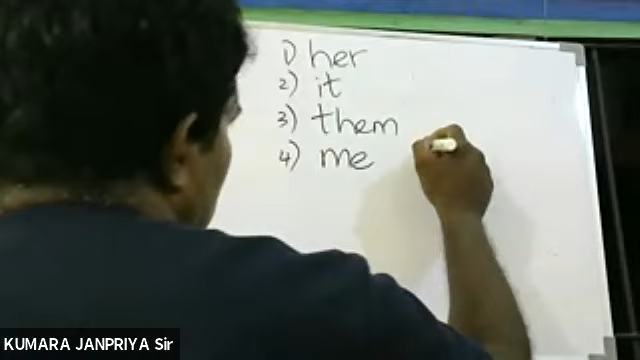 1) her
2) it
3) them
4) me
KUMARA JANPRIYA Sir